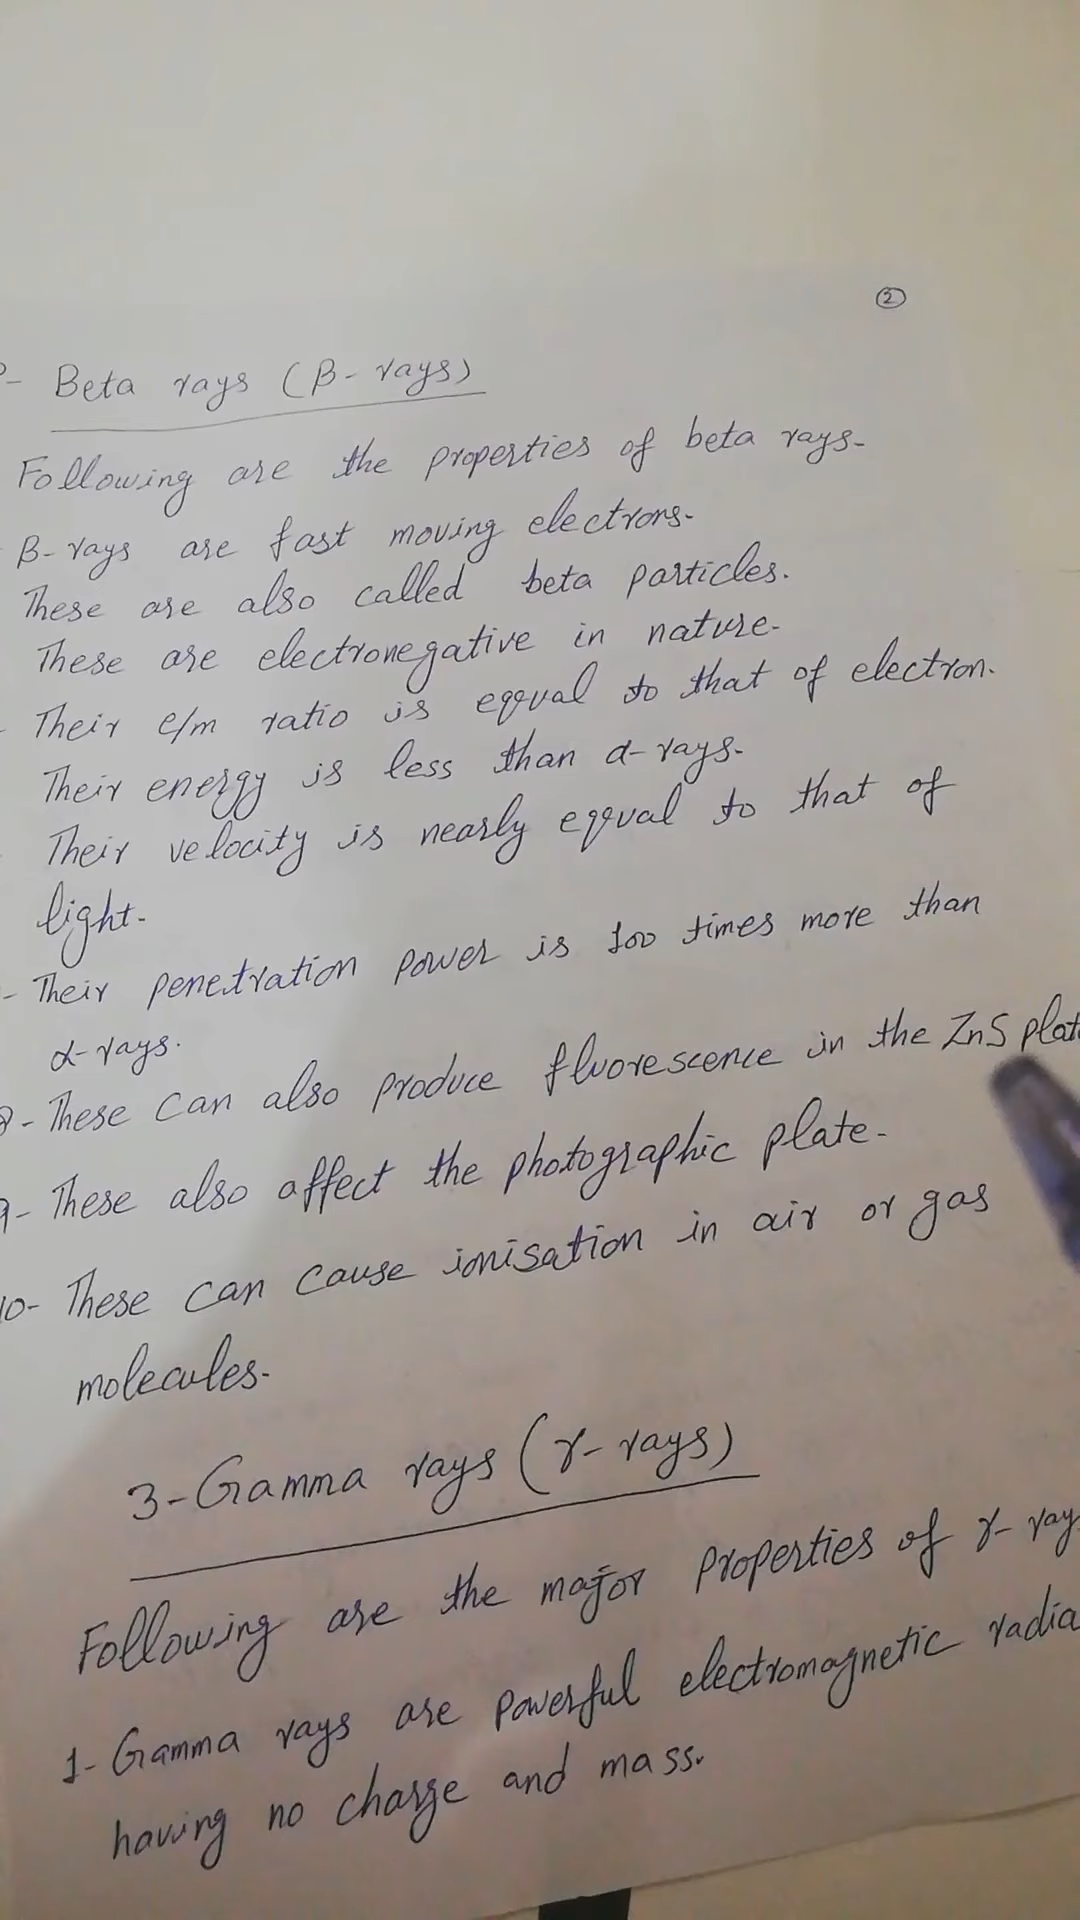 ②
- Beta rays (β-rays)
Following are the properties of beta rays-
β-rays are fast moving electrons-
These are also called beta particles.
These are electronegative in nature-
Their e/m ratio is equal to that of electron.
Their energy is less than α-rays-
Their velocity is nearly equal to that of
light-
- Their penetration power is 100 times more than
α-rays.
8- These can also produce fluorescence in the ZnS plat
9- These also affect the photographic plate-
10- These can cause ionisation in air or gas
molecules-
3-Gamma rays (γ-rays)
Following are the major properties of γ-ray
1- Gamma rays are powerful electromagnetic radia
having no charge and mass.